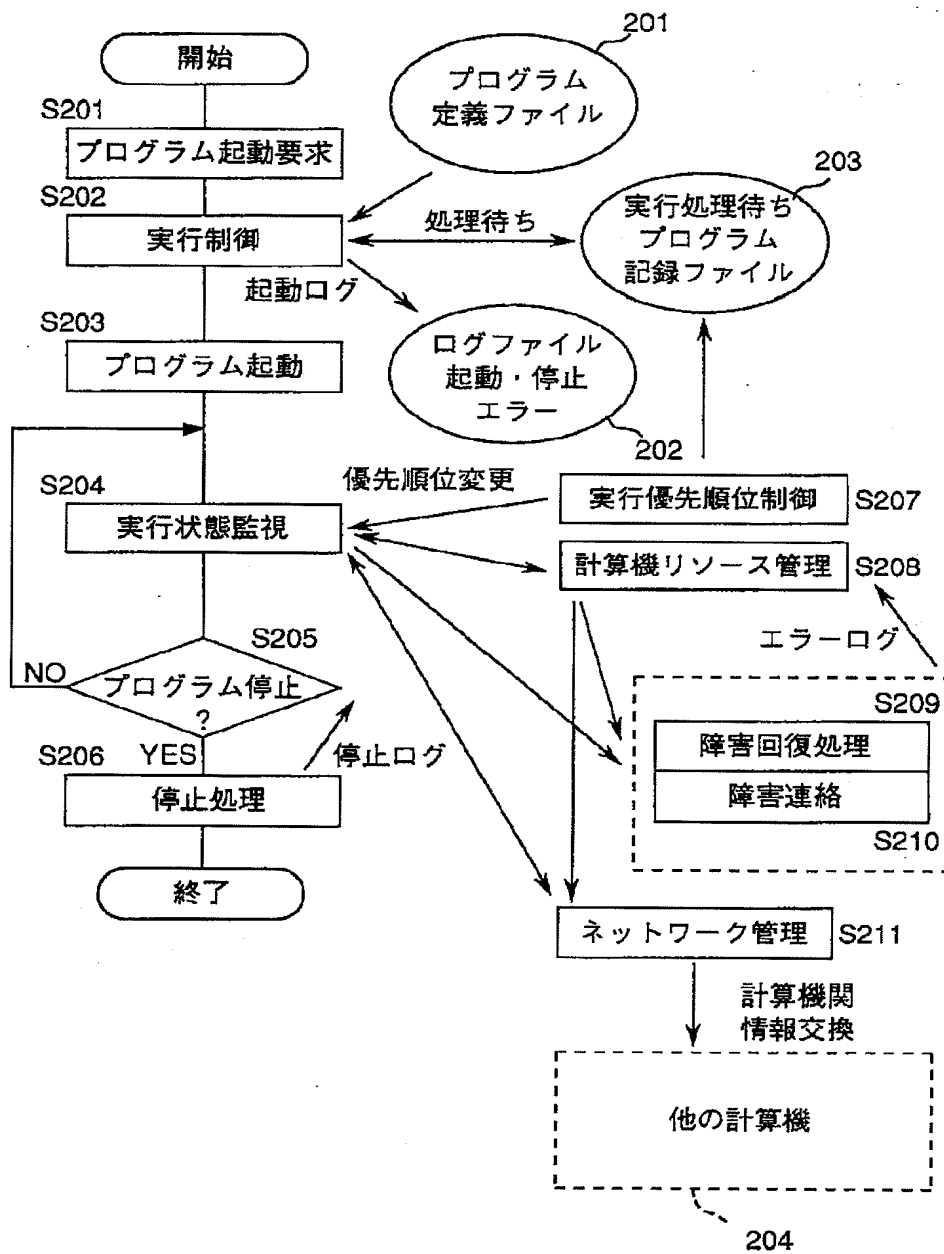 開始
201
プログラム
定義ファイル
S201
プログラム起動要求
S202
実行制御
処理待ち
203
実行処理待ち
プログラム
記録ファイル
起動ログ
S203
プログラム起動
ログファイル
起動・停止
エラー
202
S204
実行状態監視
優先順位変更
実行優先順位制御
S207
計算機リソース管理
S208
エラーログ
S205
NO
プログラム停止
?
YES
停止ログ
S206
停止処理
終了
S209
障害回復処理
障害連絡
S210
ネットワーク管理
S211
計算機関
情報交換
他の計算機
204